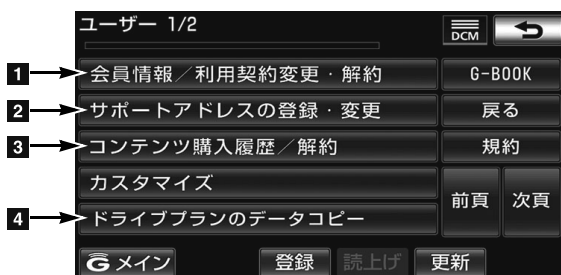 ユーザー 1/2
DCM
1 会員情報／利用契約変更・解約
G-BOOK
2 サポートアドレスの登録・変更
戻る
3 コンテンツ購入履歴／解約
規約
カスタマイズ
前頁 次頁
4 ドライブプランのデータコピー
G メイン 登録 読上げ 更新